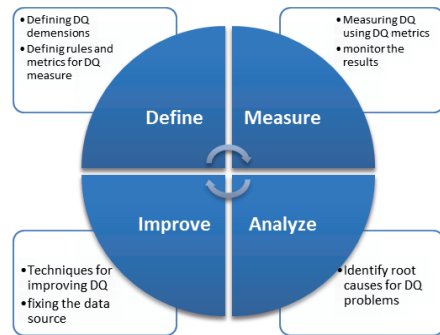 • Defining DQ
demensions
• Definig rules and
metrics for DQ
measure
• Measuring DQ
using DQ metrics
• monitor the
results
Define
Measure
Improve
Analyze
• Techniques for
improving DQ
• fixing the data
source
• Identify root
causes for DQ
problems